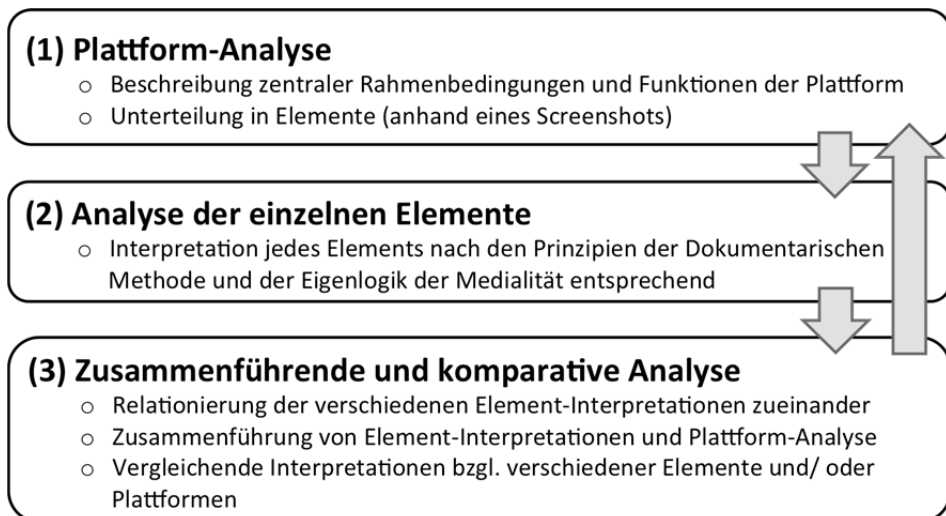 (1) Plattform-Analyse
○ Beschreibung zentraler Rahmenbedingungen und Funktionen der Plattform
○ Unterteilung in Elemente (anhand eines Screenshots)
(2) Analyse der einzelnen Elemente
○ Interpretation jedes Elements nach den Prinzipien der Dokumentarischen
Methode und der Eigenlogik der Medialität entsprechend
(3) Zusammenführende und komparative Analyse
○ Relationierung der verschiedenen Element-Interpretationen zueinander
○ Zusammenführung von Element-Interpretationen und Plattform-Analyse
○ Vergleichende Interpretationen bzgl. verschiedener Elemente und/ oder
Plattformen